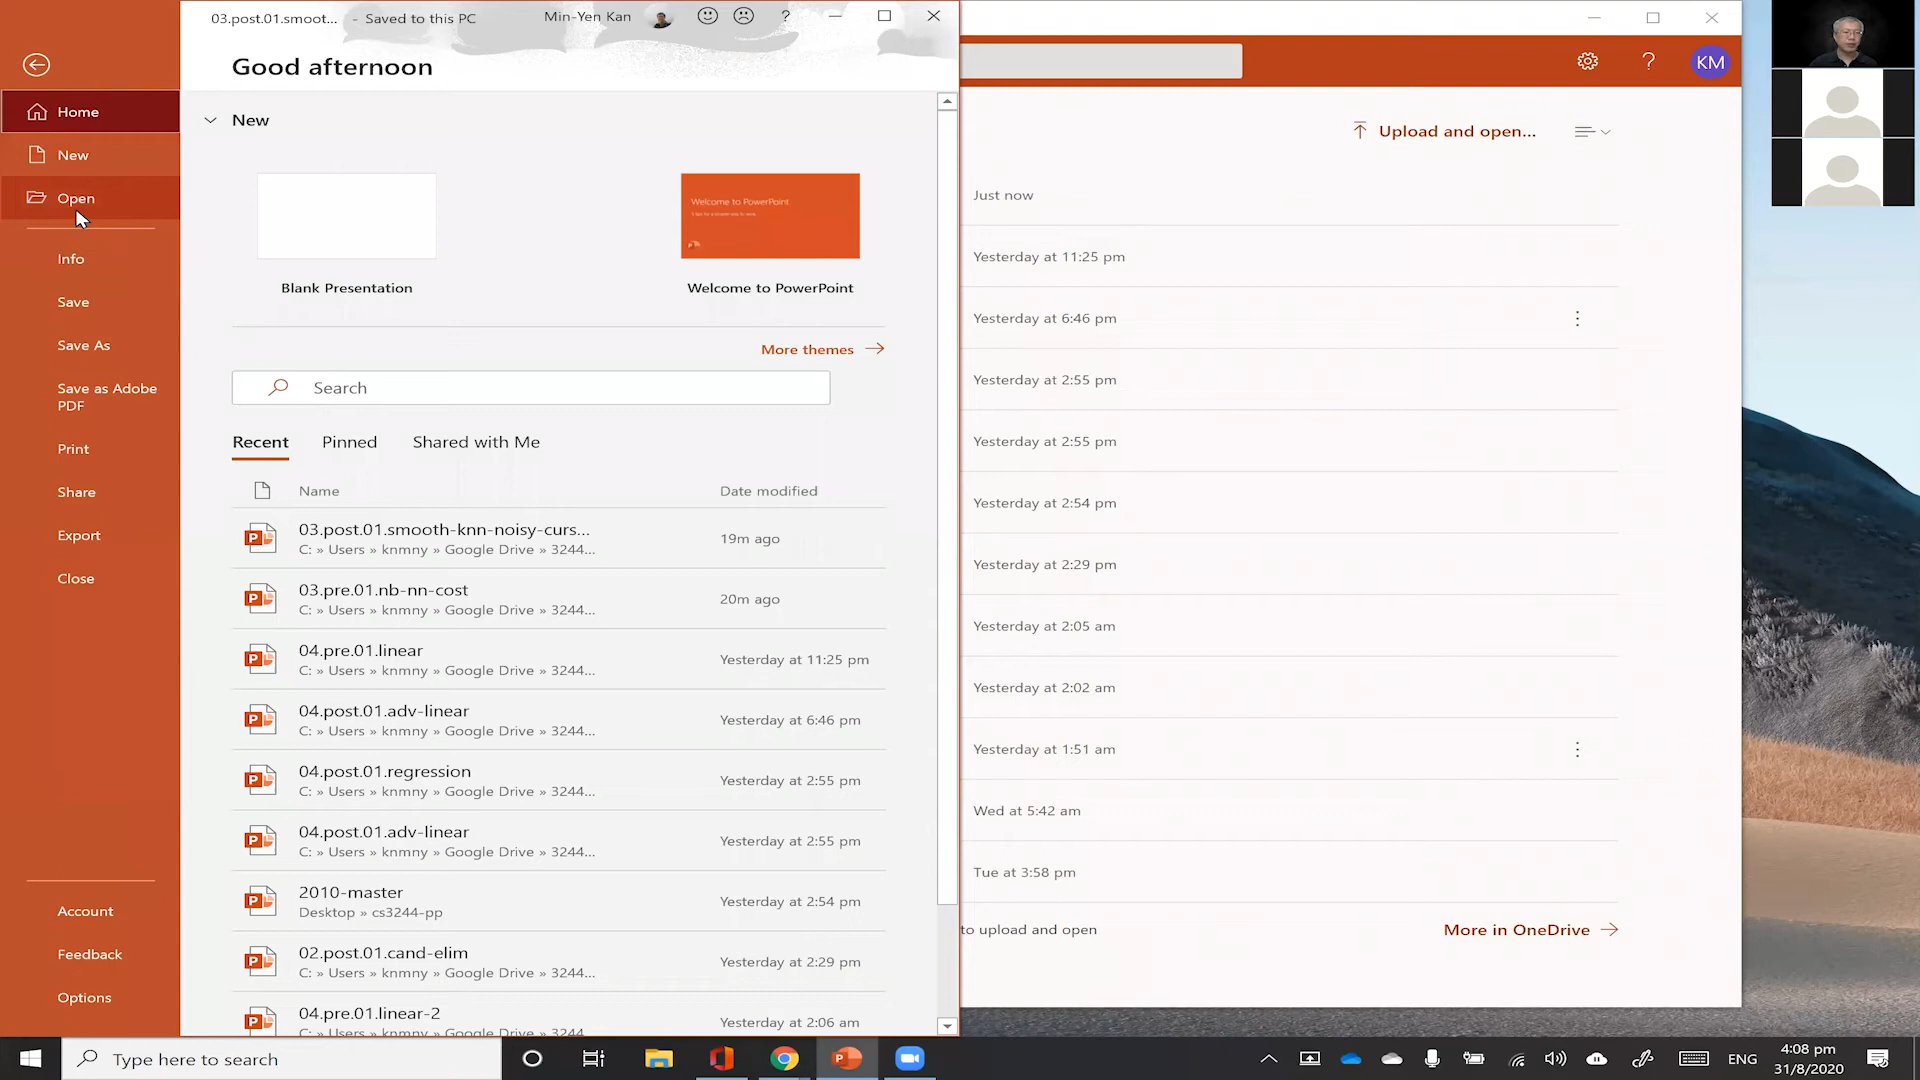 03.post.01.smoot... - Saved to this PC
Min-Yen Kan
?
Good afternoon
Home
New
Open
Info
Save
Save As
Save as Adobe
PDF
Print
Share
Export
Close
Account
Feedback
Options
New
Welcome to PowerPoint
Blank Presentation
Welcome to PowerPoint
More themes
Search
Recent
Pinned
Shared with Me
Name
Date modified
03.post.01.smooth-knn-noisy-curs...
C: » Users » knmny » Google Drive » 3244...
19m ago
03.pre.01.nb-nn-cost
C: » Users » knmny » Google Drive » 3244...
20m ago
04.pre.01.linear
C: » Users » knmny » Google Drive » 3244...
Yesterday at 11:25 pm
04.post.01.adv-linear
C: » Users » knmny » Google Drive » 3244...
Yesterday at 6:46 pm
04.post.01.regression
C: » Users » knmny » Google Drive » 3244...
Yesterday at 2:55 pm
04.post.01.adv-linear
C: » Users » knmny » Google Drive » 3244...
Yesterday at 2:55 pm
2010-master
Desktop » cs3244-pp
Yesterday at 2:54 pm
02.post.01.cand-elim
C: » Users » knmny » Google Drive » 3244...
Yesterday at 2:29 pm
04.pre.01.linear-2
C: » Users » knmny » Google Drive » 3244
Yesterday at 2:06 am
?
KM
Upload and open...
Just now
Yesterday at 11:25 pm
Yesterday at 6:46 pm
Yesterday at 2:55 pm
Yesterday at 2:55 pm
Yesterday at 2:54 pm
Yesterday at 2:29 pm
Yesterday at 2:05 am
Yesterday at 2:02 am
Yesterday at 1:51 am
Wed at 5:42 am
Tue at 3:58 pm
to upload and open
More in OneDrive
Type here to search
ENG
4:08 pm
31/8/2020